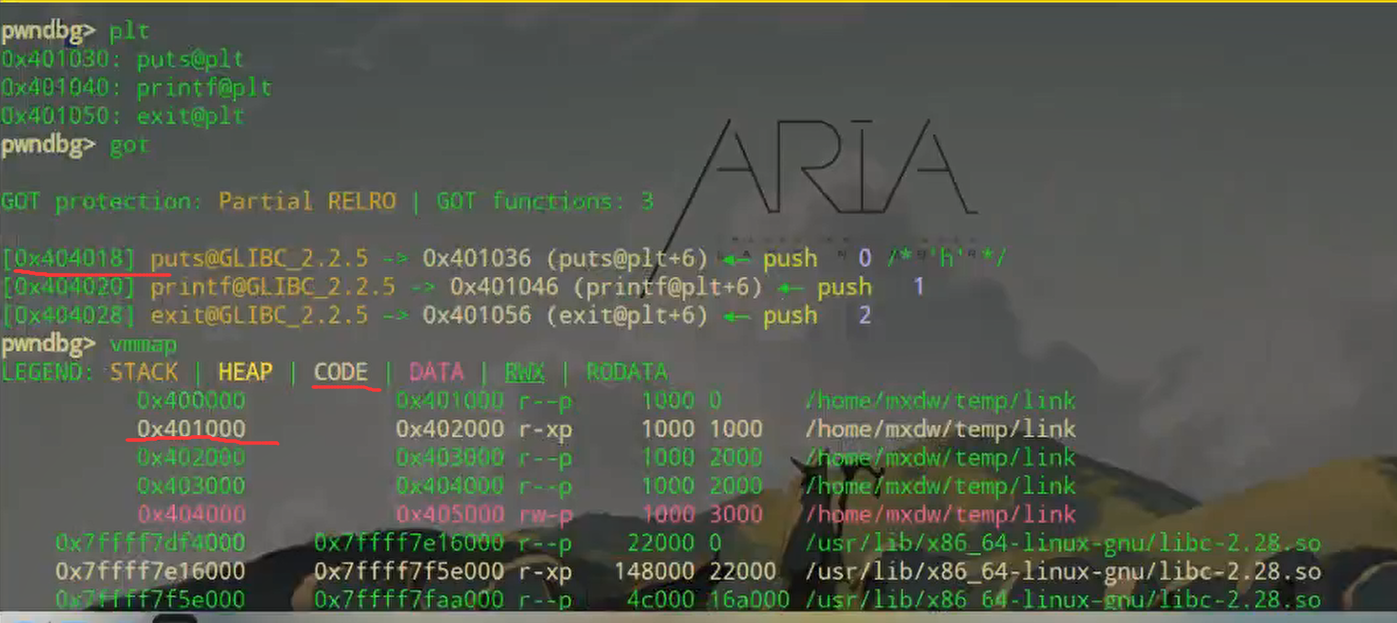 pwndbg> plt
0x401030: puts@plt
0x401040: printf@plt
0x401050: exit@plt
pwndbg> got
ARIA
GOT protection: Partial RELRO | GOT functions: 3
[0x404018] puts@GLIBC_2.2.5 -> 0x401036 (puts@plt+6) ◂— push 0 /* 'h' */
[0x404020] printf@GLIBC_2.2.5 -> 0x401046 (printf@plt+6) ◂— push 1
[0x404028] exit@GLIBC_2.2.5 -> 0x401056 (exit@plt+6) ◂— push 2
pwndbg> vmmap
LEGEND: STACK | HEAP | CODE | DATA | RWX | RODATA
0x400000 0x401000 r--p 1000 0 /home/mxdw/temp/link
0x401000 0x402000 r-xp 1000 1000 /home/mxdw/temp/link
0x402000 0x403000 r--p 1000 2000 /home/mxdw/temp/link
0x403000 0x404000 r--p 1000 2000 /home/mxdw/temp/link
0x404000 0x405000 rw-p 1000 3000 /home/mxdw/temp/link
0x7ffff7df4000 0x7ffff7e16000 r--p 22000 0 /usr/lib/x86_64-linux-gnu/libc-2.28.so
0x7ffff7e16000 0x7ffff7f5e000 r-xp 148000 22000 /usr/lib/x86_64-linux-gnu/libc-2.28.so
0x7ffff7f5e000 0x7ffff7faa000 r--p 4c000 16a000 /usr/lib/x86_64-linux-gnu/libc-2.28.so